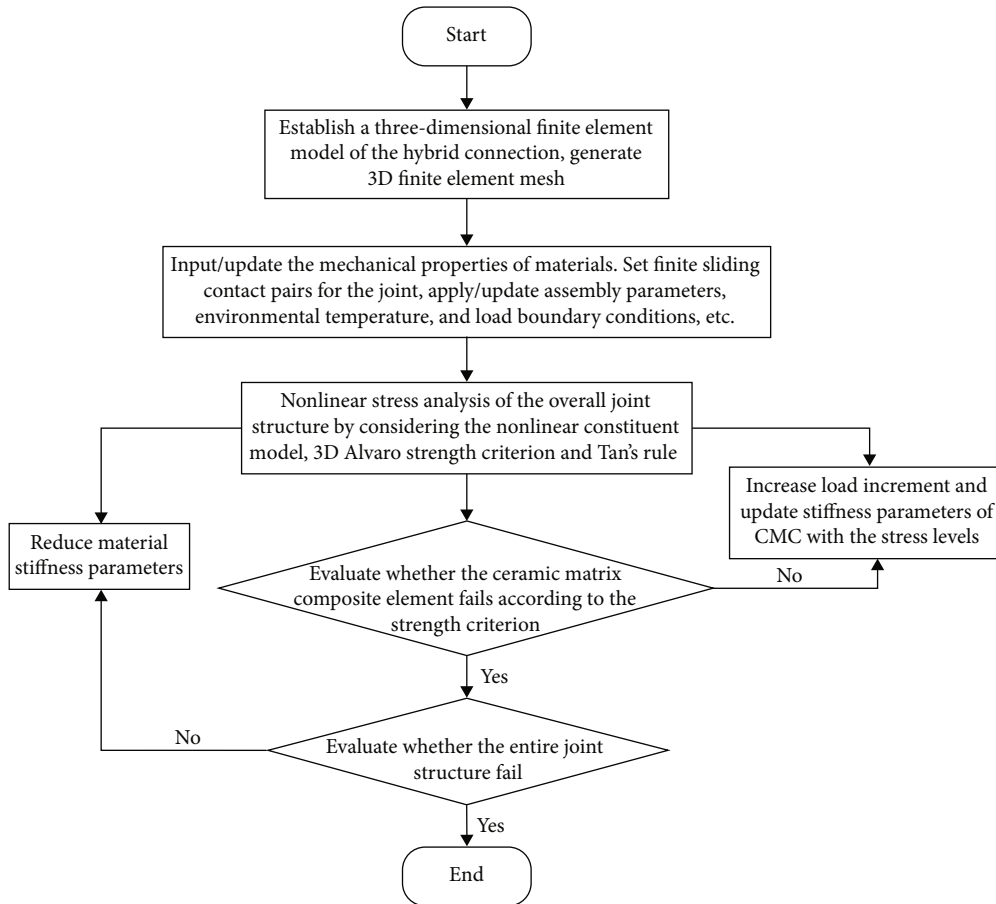 Start
Establish a three-dimensional finite element
model of the hybrid connection, generate
3D finite element mesh
Input/update the mechanical properties of materials. Set finite sliding
contact pairs for the joint, apply/update assembly parameters,
environmental temperature, and load boundary conditions, etc.
Nonlinear stress analysis of the overall joint
structure by considering the nonlinear constituent
model, 3D Alvaro strength criterion and Tan's rule
Increase load increment and
update stiffness parameters of
CMC with the stress levels
Reduce material
stiffness parameters
Evaluate whether the ceramic matrix
composite element fails according to the
strength criterion
No
Yes
No
Evaluate whether the entire joint
structure fail
Yes
End